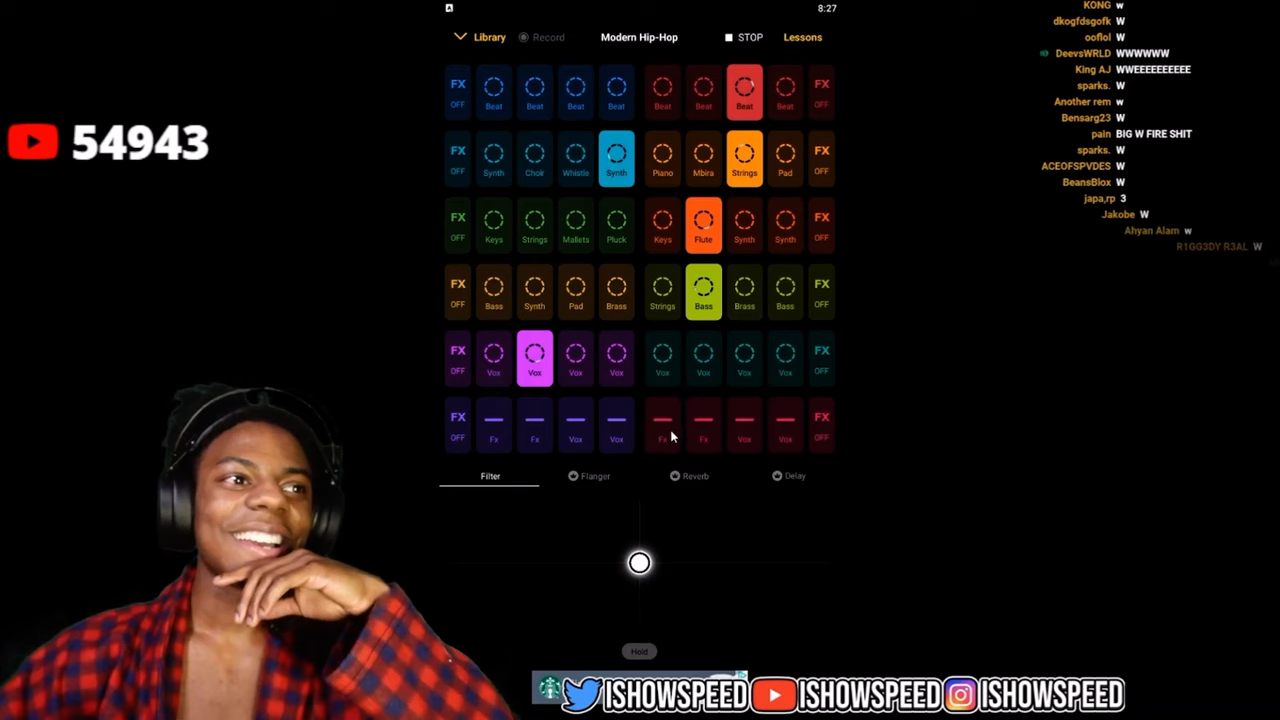 8:27
Library
Record
Modern Hip-Hop
STOP
Lessons
FX Beat Beat Beat Beat Beat Beat Beat Beat FX
OFF OFF
FX Synth Choir Whistle Synth Piano Mbira Strings Pad FX
OFF OFF
FX Keys Strings Mallets Pluck Keys Flute Synth Synth FX
OFF OFF
FX Bass Synth Pad Brass Strings Bass Brass Bass FX
OFF OFF
FX Vox Vox Vox Vox Vox Vox Vox Vox FX
OFF OFF
FX Fx Fx Vox Vox Fx Fx Vox Vox FX
OFF OFF
Filter Flanger Reverb Delay
Hold
54943
KONG w
dkogfdsgofk W
ooflol W
DeevsWRLD WWWWWW
King AJ WWEEEEEEEEEE
sparks. W
Another rem w
Bensarg23 W
pain BIG W FIRE SHIT
sparks. W
ACEOFSPVDES W
BeansBlox W
japa,rp 3
Jakobe W
Ahyan Alam w
R1GG3DY R3AL W
ISHOWSPEED ISHOWSPEED ISHOWSPEED